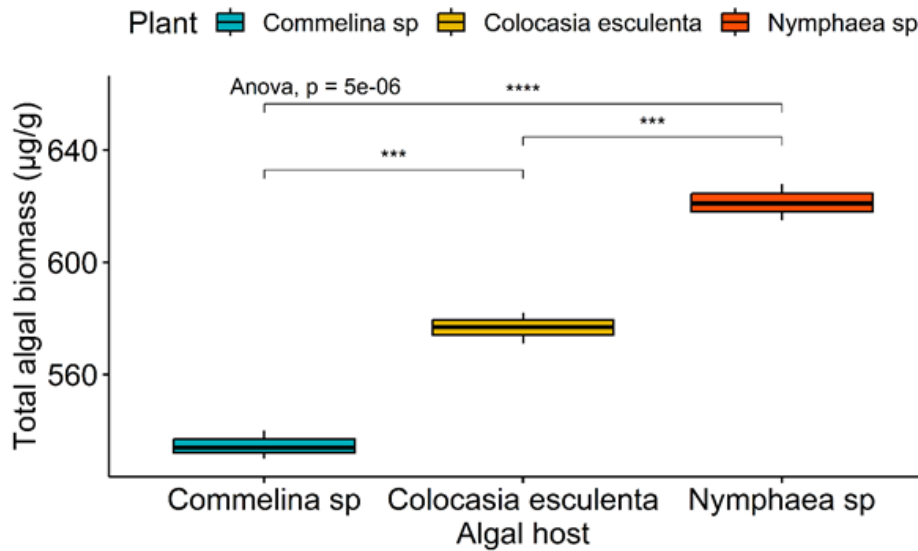 Plant Commelina sp Colocasia esculenta Nymphaea sp
Anova, p = 5e-06
****
***
***
Total algal biomass (µg/g)
640
600
560
Commelina sp Colocasia esculenta Nymphaea sp
Algal host